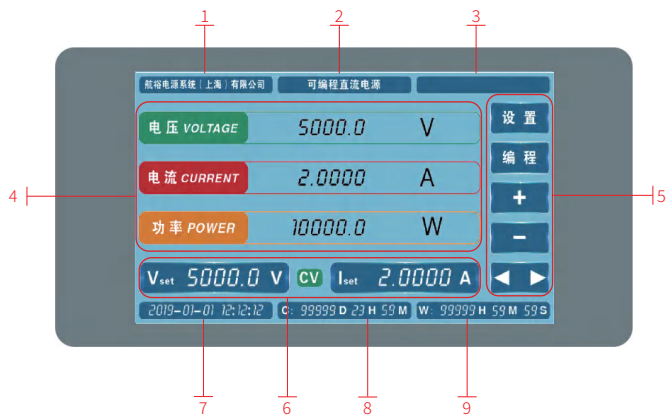 1 2 3
航裕电源系统(上海)有限公司 可编程直流电源
电压 VOLTAGE 5000.0 V
设置
编程
电流 CURRENT 2.0000 A
+
4 5
功率 POWER 10000.0 W
−
Vset 5000.0 V CV Iset 2.0000 A ◀ ▶
2019-01-01 12:12:12 C: 99999 D 23 H 59 M W: 99999 H 59 M 59 S
7 6 8 9